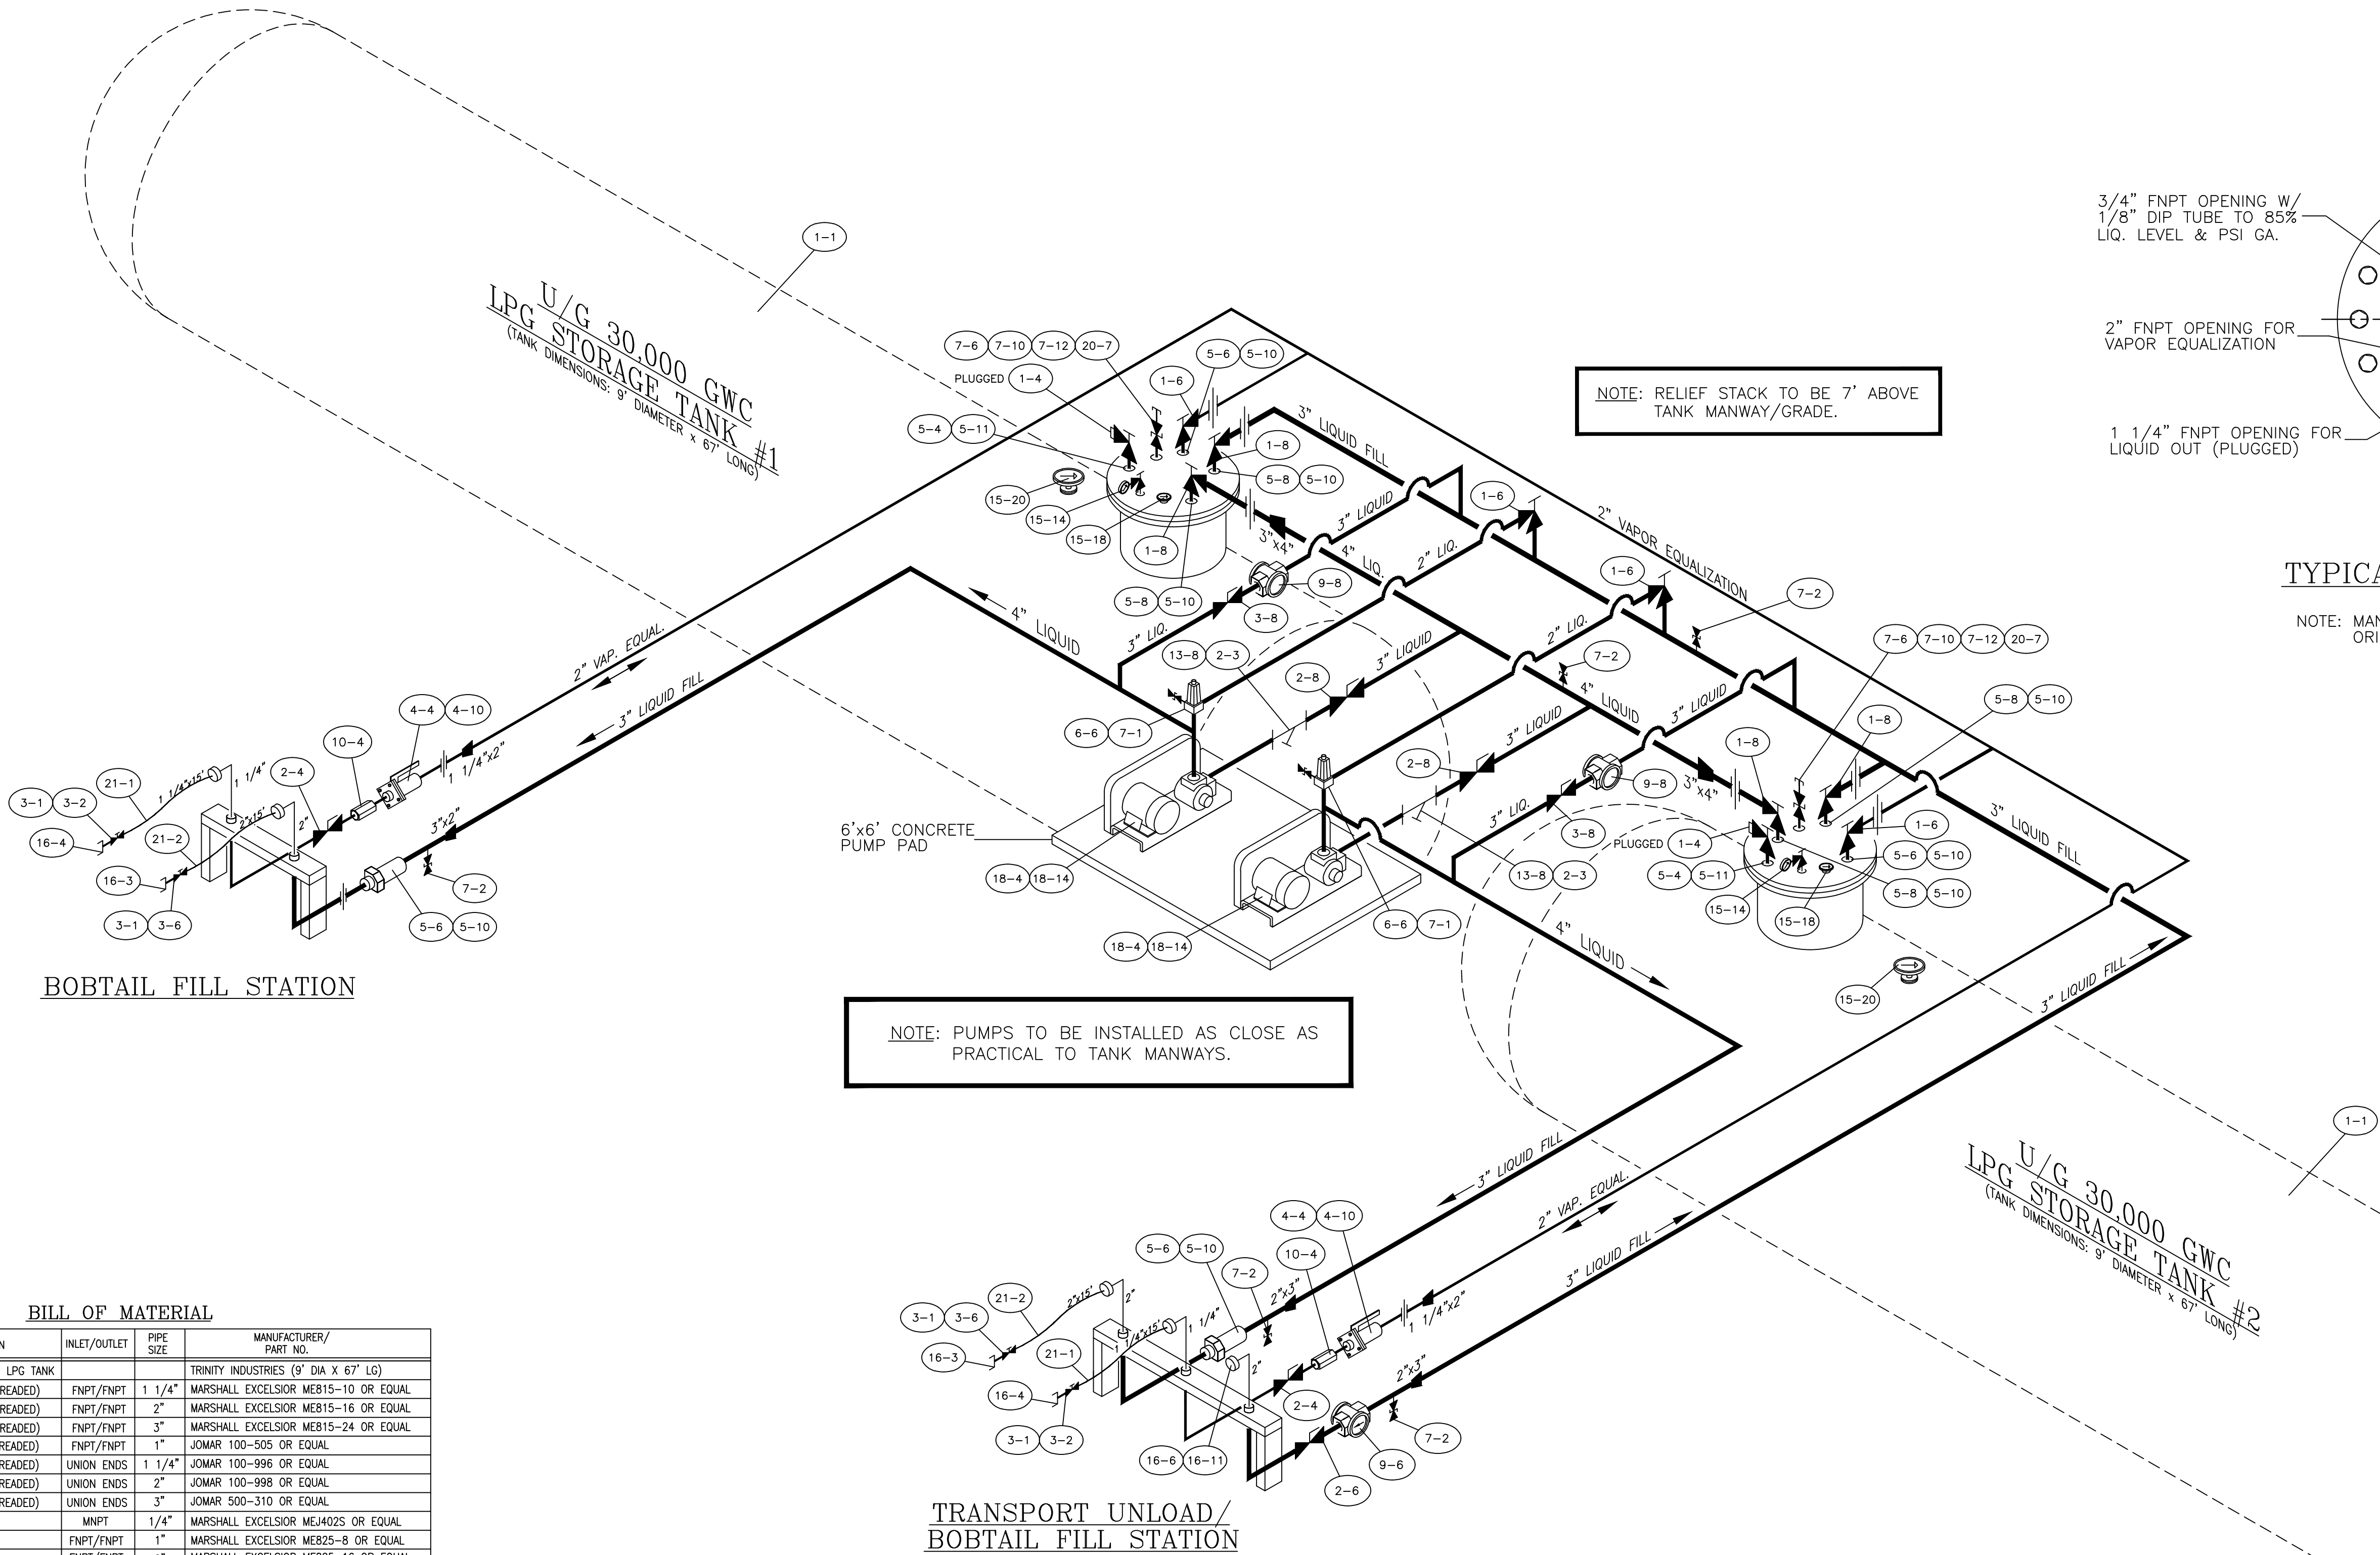 1-1
U/G 30,000 GWC
LPG STORAGE TANK #1
(TANK DIMENSIONS: 9' DIAMETER x 67' LONG)
7-6 7-10 7-12 20-7
PLUGGED 1-4
1-6
5-6 5-10
5-4 5-11
1-8
5-8 5-10
15-20
15-14
15-18
1-8
5-8 5-10
3" LIQUID FILL
3" LIQUID
3"x4"
4" LIQ.
2" LIQ.
1-6
2" VAPOR EQUALIZATION
1-6
7-2
9-8
3-8
3" LIQ.
4" LIQUID
13-8 2-3
2-8
3" LIQUID
2" LIQ.
7-2
4" LIQUID
3" LIQUID
3" LIQUID
6-6 7-1
2-8
9-8
3-8
3" LIQ.
7-6 7-10 7-12 20-7
5-8 5-10
1-8
1-8
3"x4"
PLUGGED 1-4
5-4 5-11
15-14
15-18
1-6
5-6 5-10
5-8 5-10
15-20
3" LIQUID FILL
13-8 2-3
6-6 7-1
18-4 18-14
18-4 18-14
6'x6' CONCRETE
PUMP PAD
4" LIQUID
NOTE: RELIEF STACK TO BE 7' ABOVE
TANK MANWAY/GRADE.
3/4" FNPT OPENING W/
1/8" DIP TUBE TO 85%
LIQ. LEVEL & PSI GA.
2" FNPT OPENING FOR
VAPOR EQUALIZATION
1 1/4" FNPT OPENING FOR
LIQUID OUT (PLUGGED)
TYPICA
NOTE: MAN
ORI
2" VAP. EQUAL.
3" LIQUID FILL
4-4 4-10
10-4
2-4
1 1/4"x2"
3"x2"
1 1/4"x15'
1 1/4"
2"x15'
2"
21-1
3-1 3-2
16-4
21-2
16-3
3-1 3-6
7-2
5-6 5-10
BOBTAIL FILL STATION
NOTE: PUMPS TO BE INSTALLED AS CLOSE AS
PRACTICAL TO TANK MANWAYS.
3" LIQUID FILL
3" LIQUID FILL
2" VAP. EQUAL.
3" LIQUID FILL
1-1
U/G 30,000 GWC
LPG STORAGE TANK #2
(TANK DIMENSIONS: 9' DIAMETER x 67' LONG)
4-4 4-10
5-6 5-10
10-4
7-2
2"x3"
1 1/4"x2"
2"x3"
21-2
2"x15'
2"
3-1 3-6
16-3
21-1
1 1/4"x15'
1 1/4"
16-4
3-1 3-2
2"
16-6 16-11
2-4
7-2
9-6
2-6
TRANSPORT UNLOAD/
BOBTAIL FILL STATION
BILL OF MATERIAL
N INLET/OUTLET PIPE SIZE MANUFACTURER/ PART NO.
LPG TANK TRINITY INDUSTRIES (9' DIA X 67' LG)
READED) FNPT/FNPT 1 1/4" MARSHALL EXCELSIOR ME815-10 OR EQUAL
READED) FNPT/FNPT 2" MARSHALL EXCELSIOR ME815-16 OR EQUAL
READED) FNPT/FNPT 3" MARSHALL EXCELSIOR ME815-24 OR EQUAL
READED) FNPT/FNPT 1" JOMAR 100-505 OR EQUAL
READED) UNION ENDS 1 1/4" JOMAR 100-996 OR EQUAL
READED) UNION ENDS 2" JOMAR 100-998 OR EQUAL
READED) UNION ENDS 3" JOMAR 500-310 OR EQUAL
MNPT 1/4" MARSHALL EXCELSIOR MEJ402S OR EQUAL
FNPT/FNPT 1" MARSHALL EXCELSIOR ME825-8 OR EQUAL